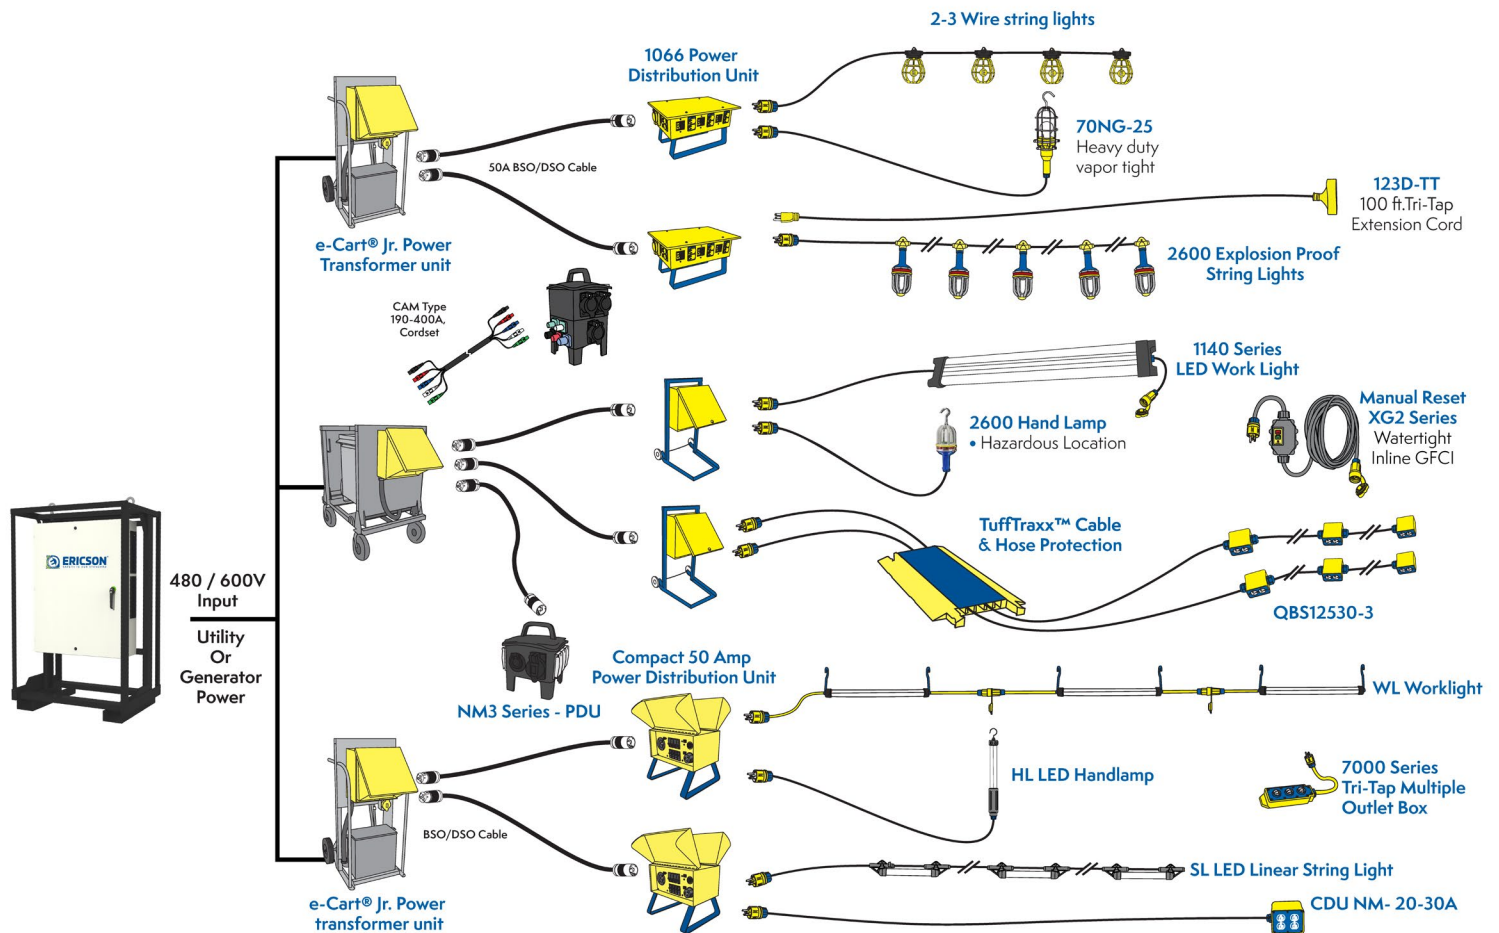 2-3 Wire string lights
1066 Power
Distribution Unit
70NG-25
Heavy duty
vapor tight
50A BSO/DSO Cable
123D-TT
100 ft.Tri-Tap
Extension Cord
e-Cart® Jr. Power
Transformer unit
2600 Explosion Proof
String Lights
CAM Type
190-400A,
Cordset
1140 Series
LED Work Light
2600 Hand Lamp
• Hazardous Location
Manual Reset
XG2 Series
Watertight
Inline GFCI
TuffTraxx™ Cable
& Hose Protection
ERICSON
480 / 600V
Input
Utility
Or
Generator
Power
QBS12530-3
Compact 50 Amp
Power Distribution Unit
NM3 Series - PDU
WL Worklight
HL LED Handlamp
7000 Series
Tri-Tap Multiple
Outlet Box
BSO/DSO Cable
SL LED Linear String Light
e-Cart® Jr. Power
transformer unit
CDU NM- 20-30A